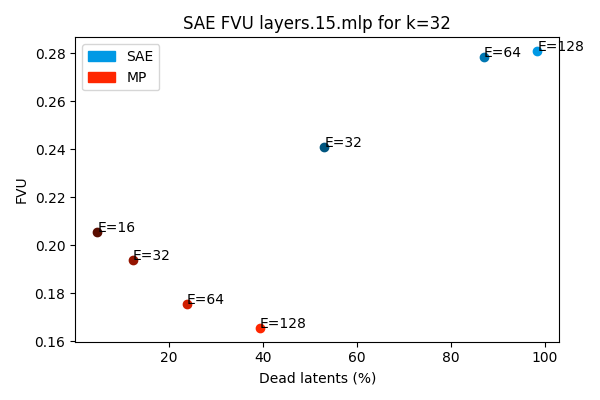 SAE FVU layers.15.mlp for k=32
SAE
MP
E=128
E=64
E=32
E=16
E=32
E=64
E=128
0.28
0.26
0.24
0.22
0.20
0.18
0.16
FVU
20
40
60
80
100
Dead latents (%)